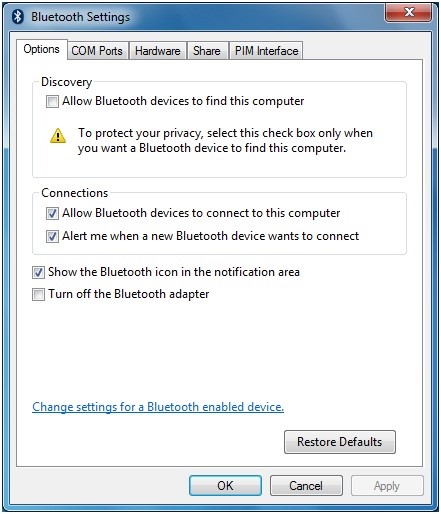 Bluetooth Settings
Options COM Ports Hardware Share PIM Interface
Discovery
Allow Bluetooth devices to find this computer
To protect your privacy, select this check box only when
you want a Bluetooth device to find this computer.
Connections
Allow Bluetooth devices to connect to this computer
Alert me when a new Bluetooth device wants to connect
Show the Bluetooth icon in the notification area
Turn off the Bluetooth adapter
Change settings for a Bluetooth enabled device.
Restore Defaults
OK Cancel Apply